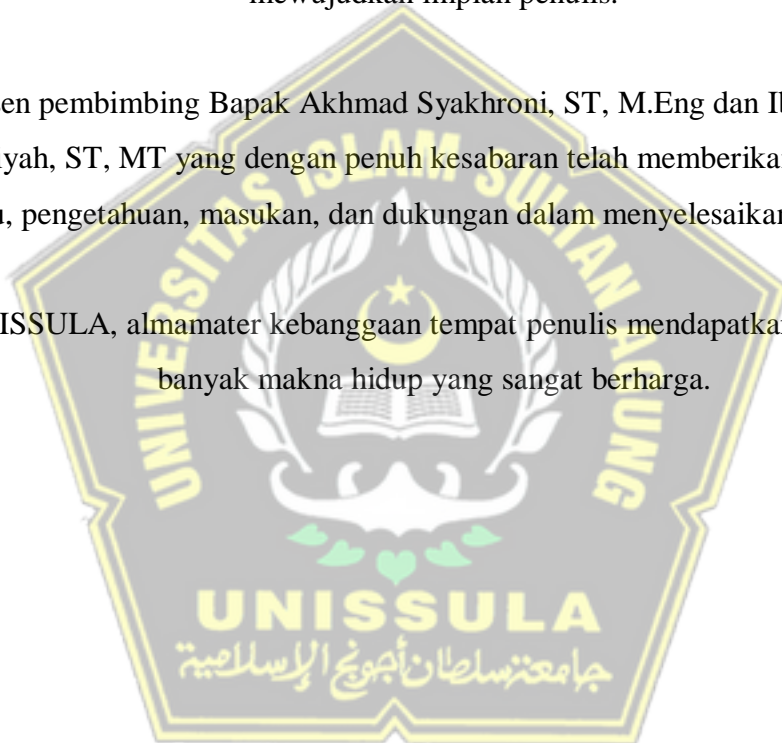 mewujudkan impian penulis.
en pembimbing Bapak Akhmad Syakhroni, ST, M.Eng dan
iyah, ST, MT yang dengan penuh kesabaran telah memberika
u, pengetahuan, masukan, dan dukungan dalam menyelesaikan
ISSULA, almamater kebanggaan tempat penulis mendapatkan
banyak makna hidup yang sangat berharga.
UNIVERSITAS ISLAM SULTAN AGUNG
UNISSULA
جامعة سلطان أجونج الإسلامية